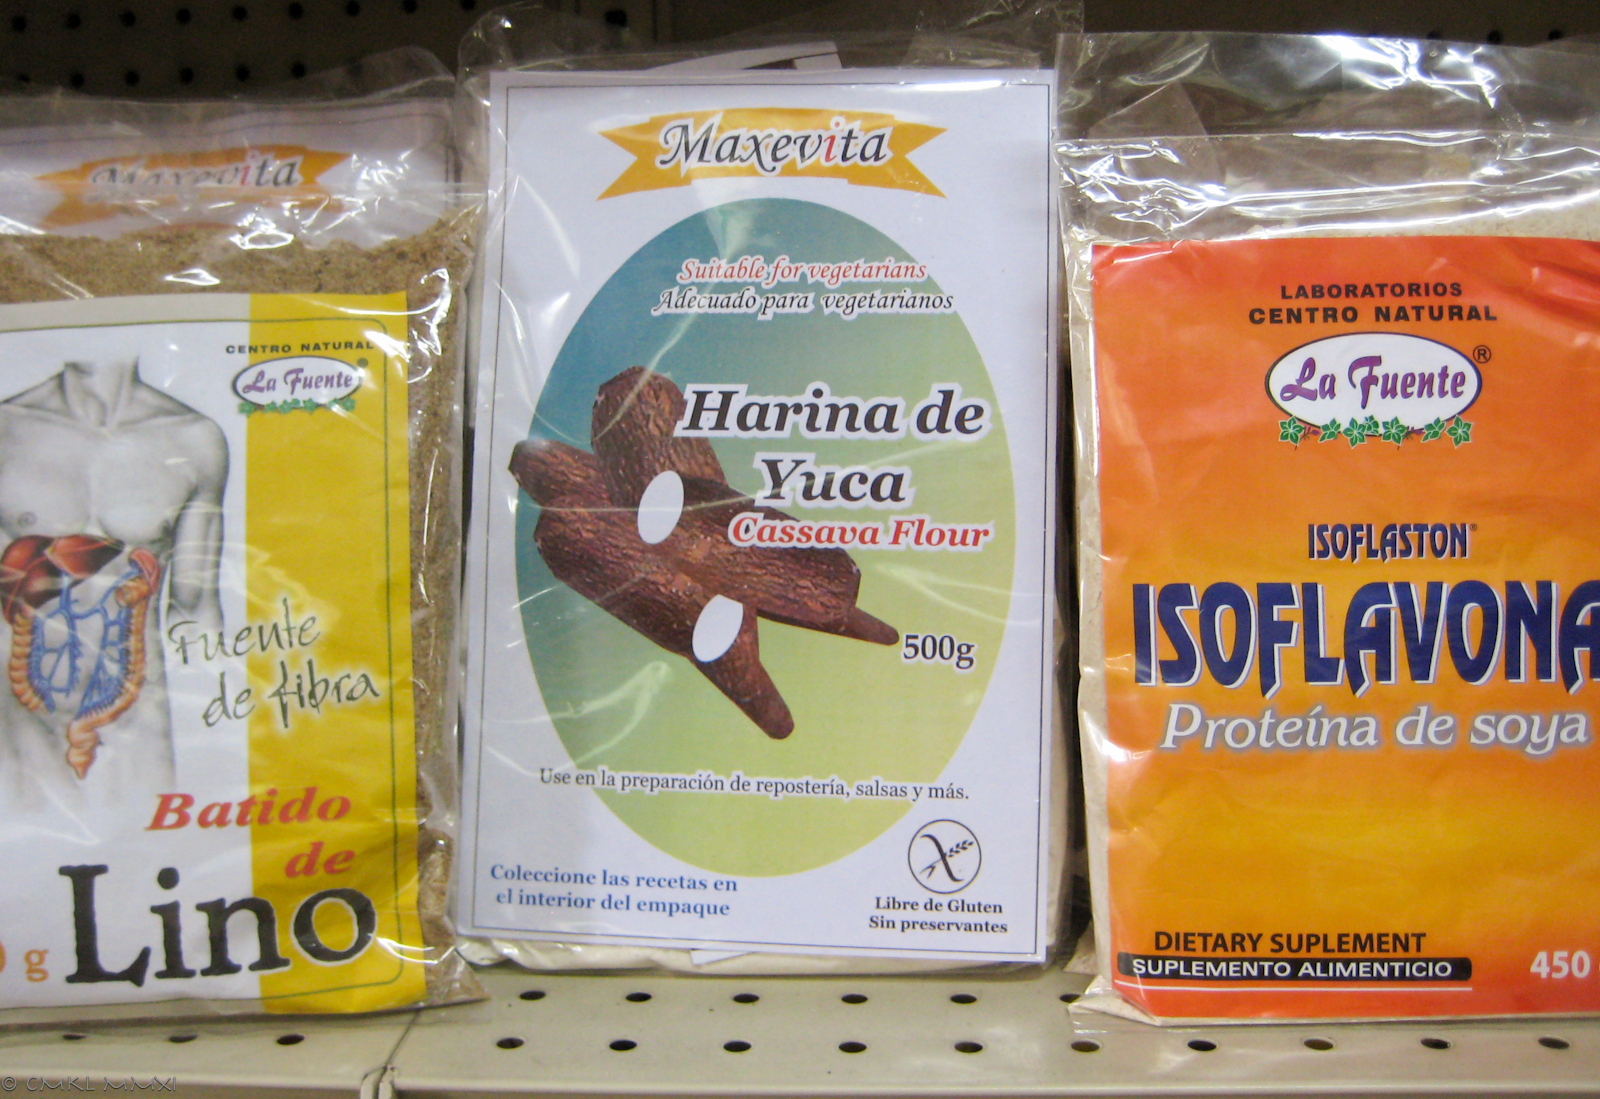 Maxevita
CENTRO NATURAL
La Fuente
Fuente
de fibra
Batido
de
Lino
g
Maxevita
Suitable for vegetarians
Adecuado para vegetarianos
Harina de
Yuca
Cassava Flour
500g
Use en la preparación de repostería, salsas y más.
Coleccione las recetas en
el interior del empaque
Libre de Gluten
Sin preservantes
LABORATORIOS
CENTRO NATURAL
La Fuente®
ISOFLASTON®
ISOFLAVONA
Proteína de soya
DIETARY SUPLEMENT
SUPLEMENTO ALIMENTICIO
450
© CMKL MMXI